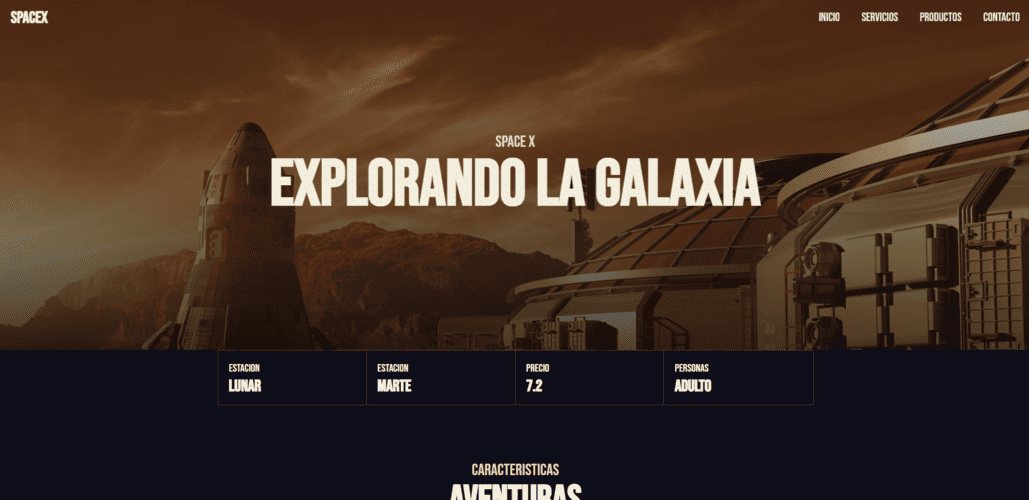 SPACEX
INICIO SERVICIOS PRODUCTOS CONTACTO
SPACE X
EXPLORANDO LA GALAXIA
ESTACION
LUNAR
ESTACION
MARTE
PRECIO
7.2
PERSONAS
ADULTO
CARACTERISTICAS
AVENTURAS